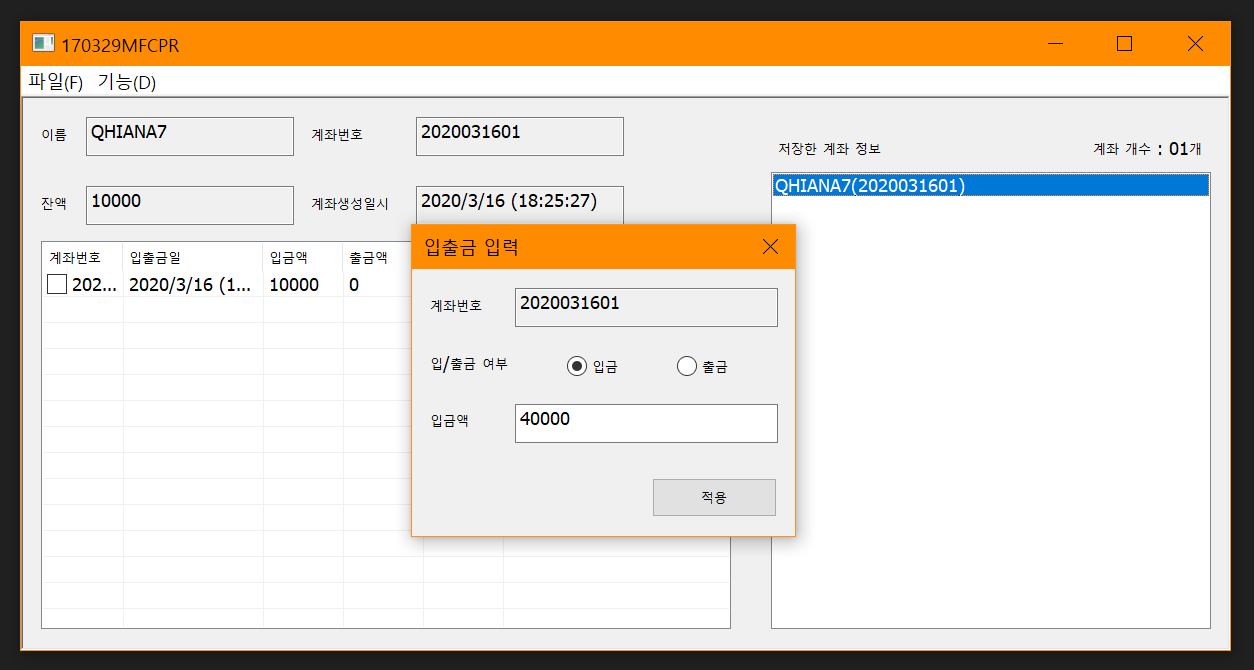 170329MFCPR
파일(F) 기능(D)
이름 QHIANA7 계좌번호 2020031601
잔액 10000 계좌생성일시 2020/3/16 (18:25:27)
저장한 계좌 정보 계좌 개수 : 01개
QHIANA7(2020031601)
계좌번호 입출금일 입금액 출금액
202... 2020/3/16 (1... 10000 0
입출금 입력
계좌번호 2020031601
입/출금 여부 입금 출금
입금액 40000
적용